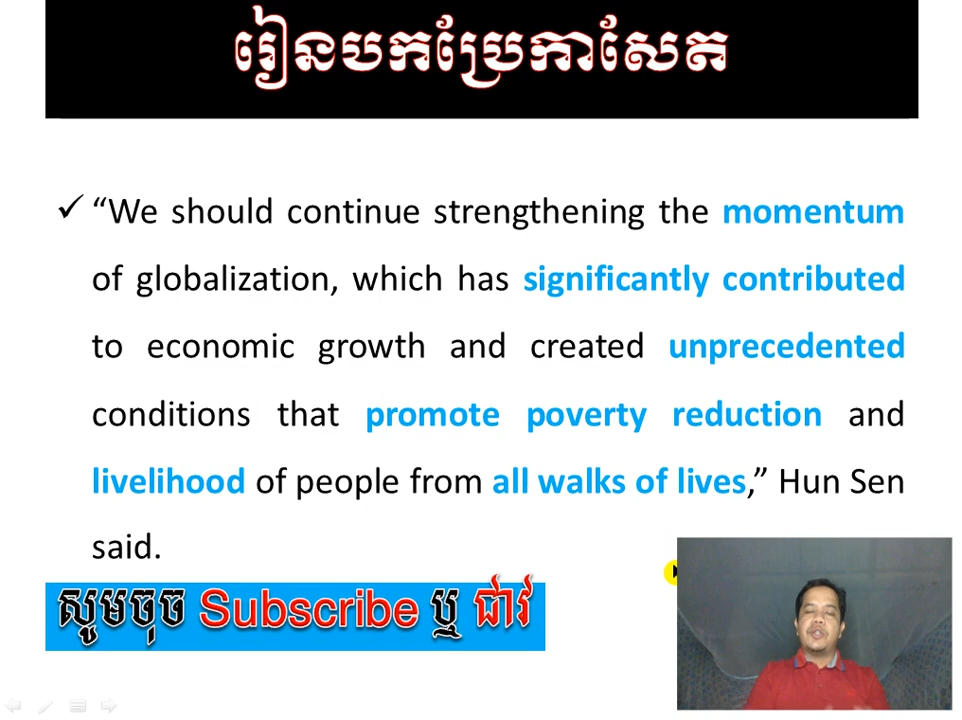 រៀនបកប្រែកាសែត
✓ “We should continue strengthening the momentum
of globalization, which has significantly contributed
to economic growth and created unprecedented
conditions that promote poverty reduction and
livelihood of people from all walks of lives,” Hun Sen
said.
សូមចុច Subscribe ឬ ជាវ